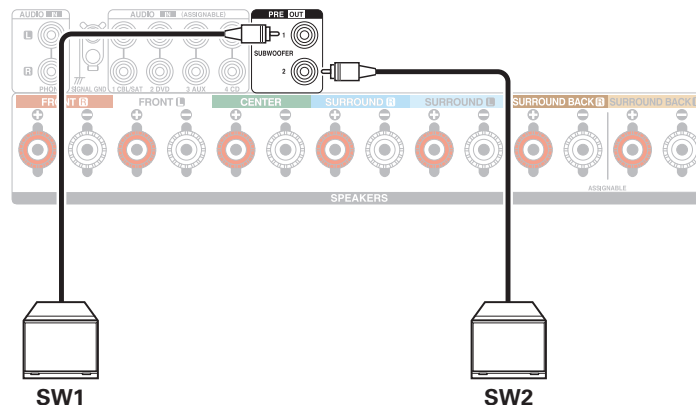 AUDIO IN
AUDIO IN (ASSIGNABLE)
PRE OUT
L
R
1
SUBWOOFER
2
SIGNAL GND
1 CBL/SAT
2 DVD
3 AUX
4 CD
FRONT R
FRONT L
CENTER
SURROUND R
SURROUND L
SURROUND BACK R
SURROUND BACK
ASSIGNABLE
SPEAKERS
SW1
SW2